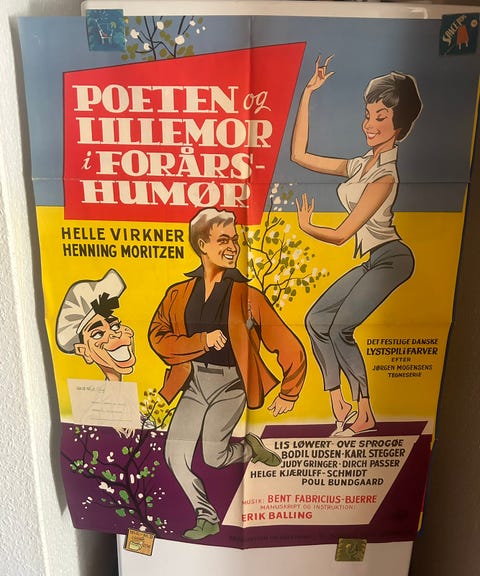 POETEN og
LILLEMOR
i FORÅRS-
HUMØR
HELLE VIRKNER
HENNING MORITZEN
DET FESTLIGE DANSKE
LYSTSPIL i FARVER
EFTER
JØRGEN MOGENSENS
TEGNESERIE
LIS LØWERT · OVE SPROGØE
BODIL UDSEN · KARL STEGGER
JUDY GRINGER · DIRCH PASSER
HELGE KJÆRULFF-SCHMIDT
POUL BUNDGAARD
MUSIK: BENT FABRICIUS-BJERRE
MANUSKRIPT OG INSTRUKTION:
ERIK BALLING